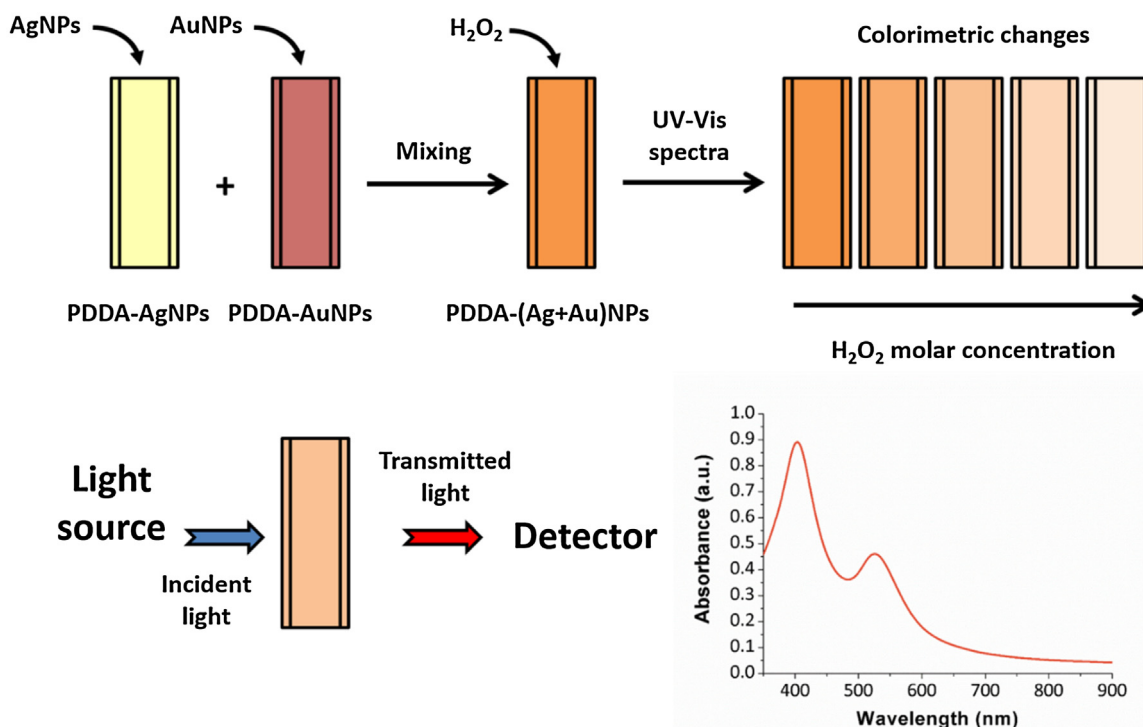 AgNPs
AuNPs
H₂O₂
Colorimetric changes
Mixing
UV-Vis
spectra
+
PDDA-AgNPs
PDDA-AuNPs
PDDA-(Ag+Au)NPs
H₂O₂ molar concentration
Light
source
Incident
light
Transmitted
light
Detector
Absorbance (a.u.)
1.0
0.9
0.8
0.7
0.6
0.5
0.4
0.3
0.2
0.1
0.0
400 500 600 700 800 900
Wavelength (nm)